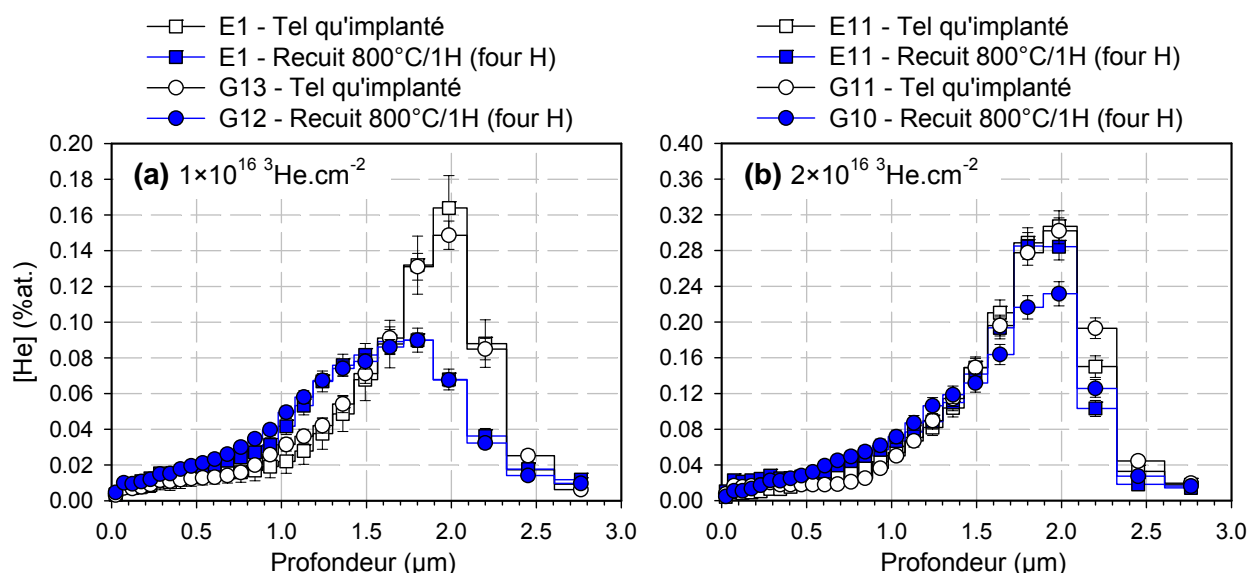 E1 - Tel qu'implanté
E1 - Recuit 800°C/1H (four H)
G13 - Tel qu'implanté
G12 - Recuit 800°C/1H (four H)
E11 - Tel qu'implanté
E11 - Recuit 800°C/1H (four H)
G11 - Tel qu'implanté
G10 - Recuit 800°C/1H (four H)
[He] (%at.)
(a) 1×10¹⁶ ³He.cm⁻²
0.20
0.18
0.16
0.14
0.12
0.10
0.08
0.06
0.04
0.02
0.00
0.0 0.5 1.0 1.5 2.0 2.5 3.0
Profondeur (µm)
(b) 2×10¹⁶ ³He.cm⁻²
0.40
0.36
0.32
0.28
0.24
0.20
0.16
0.12
0.08
0.04
0.00
0.0 0.5 1.0 1.5 2.0 2.5 3.0
Profondeur (µm)